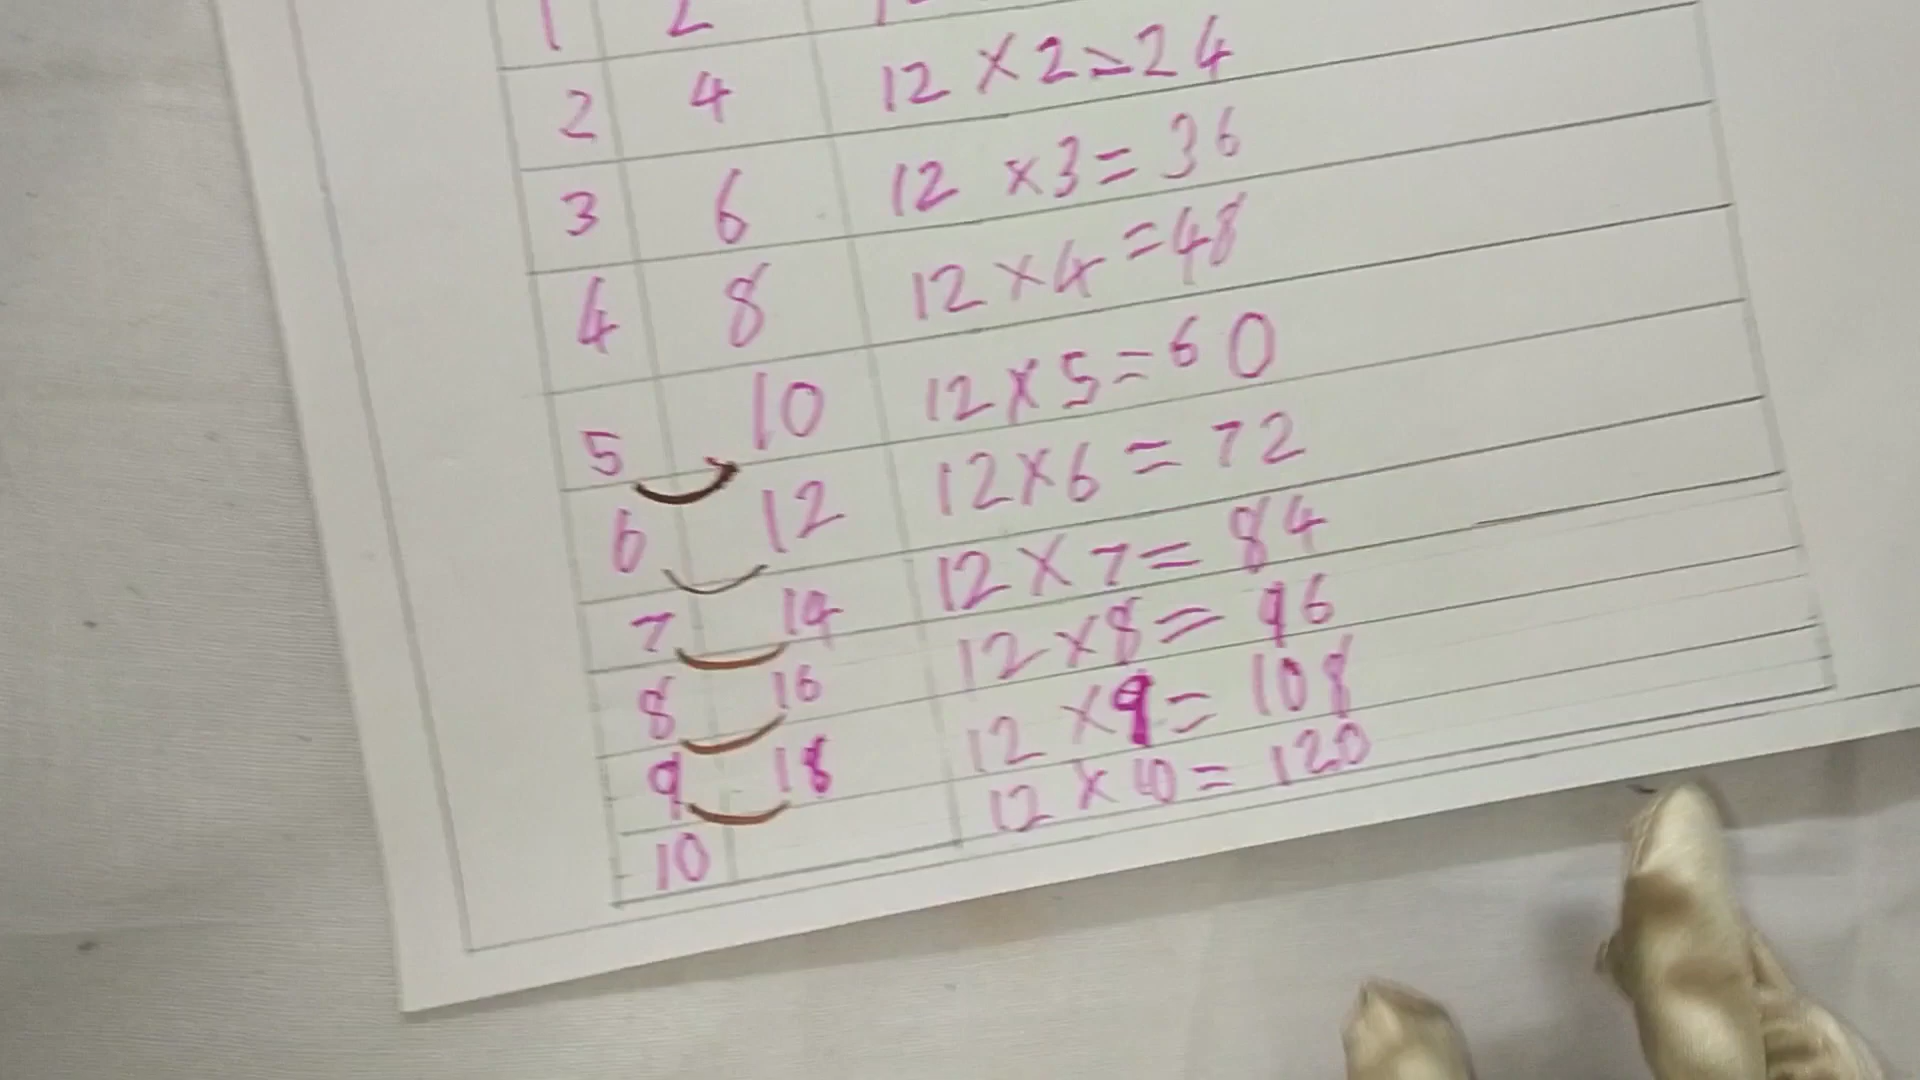 1 2
2 4 12 × 2 = 24
3 6 12 × 3 = 36
4 8 12 × 4 = 48
5 10 12 × 5 = 60
6 12 12 × 6 = 72
7 14 12 × 7 = 84
8 16 12 × 8 = 96
9 18 12 × 9 = 108
10 12 × 10 = 120